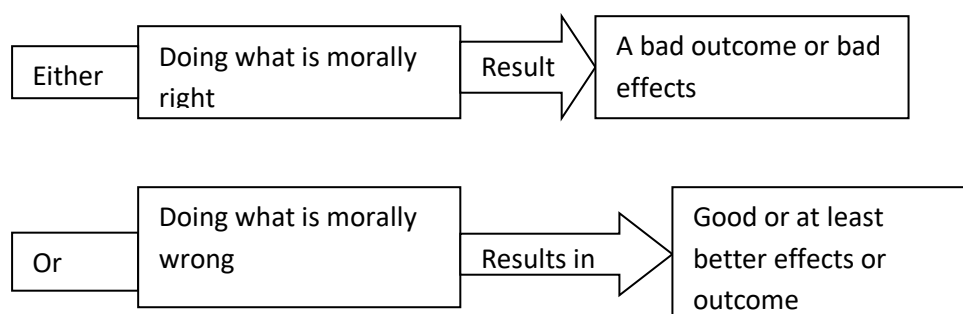 Either
Doing what is morally
right
Result
A bad outcome or bad
effects
Or
Doing what is morally
wrong
Results in
Good or at least
better effects or
outcome